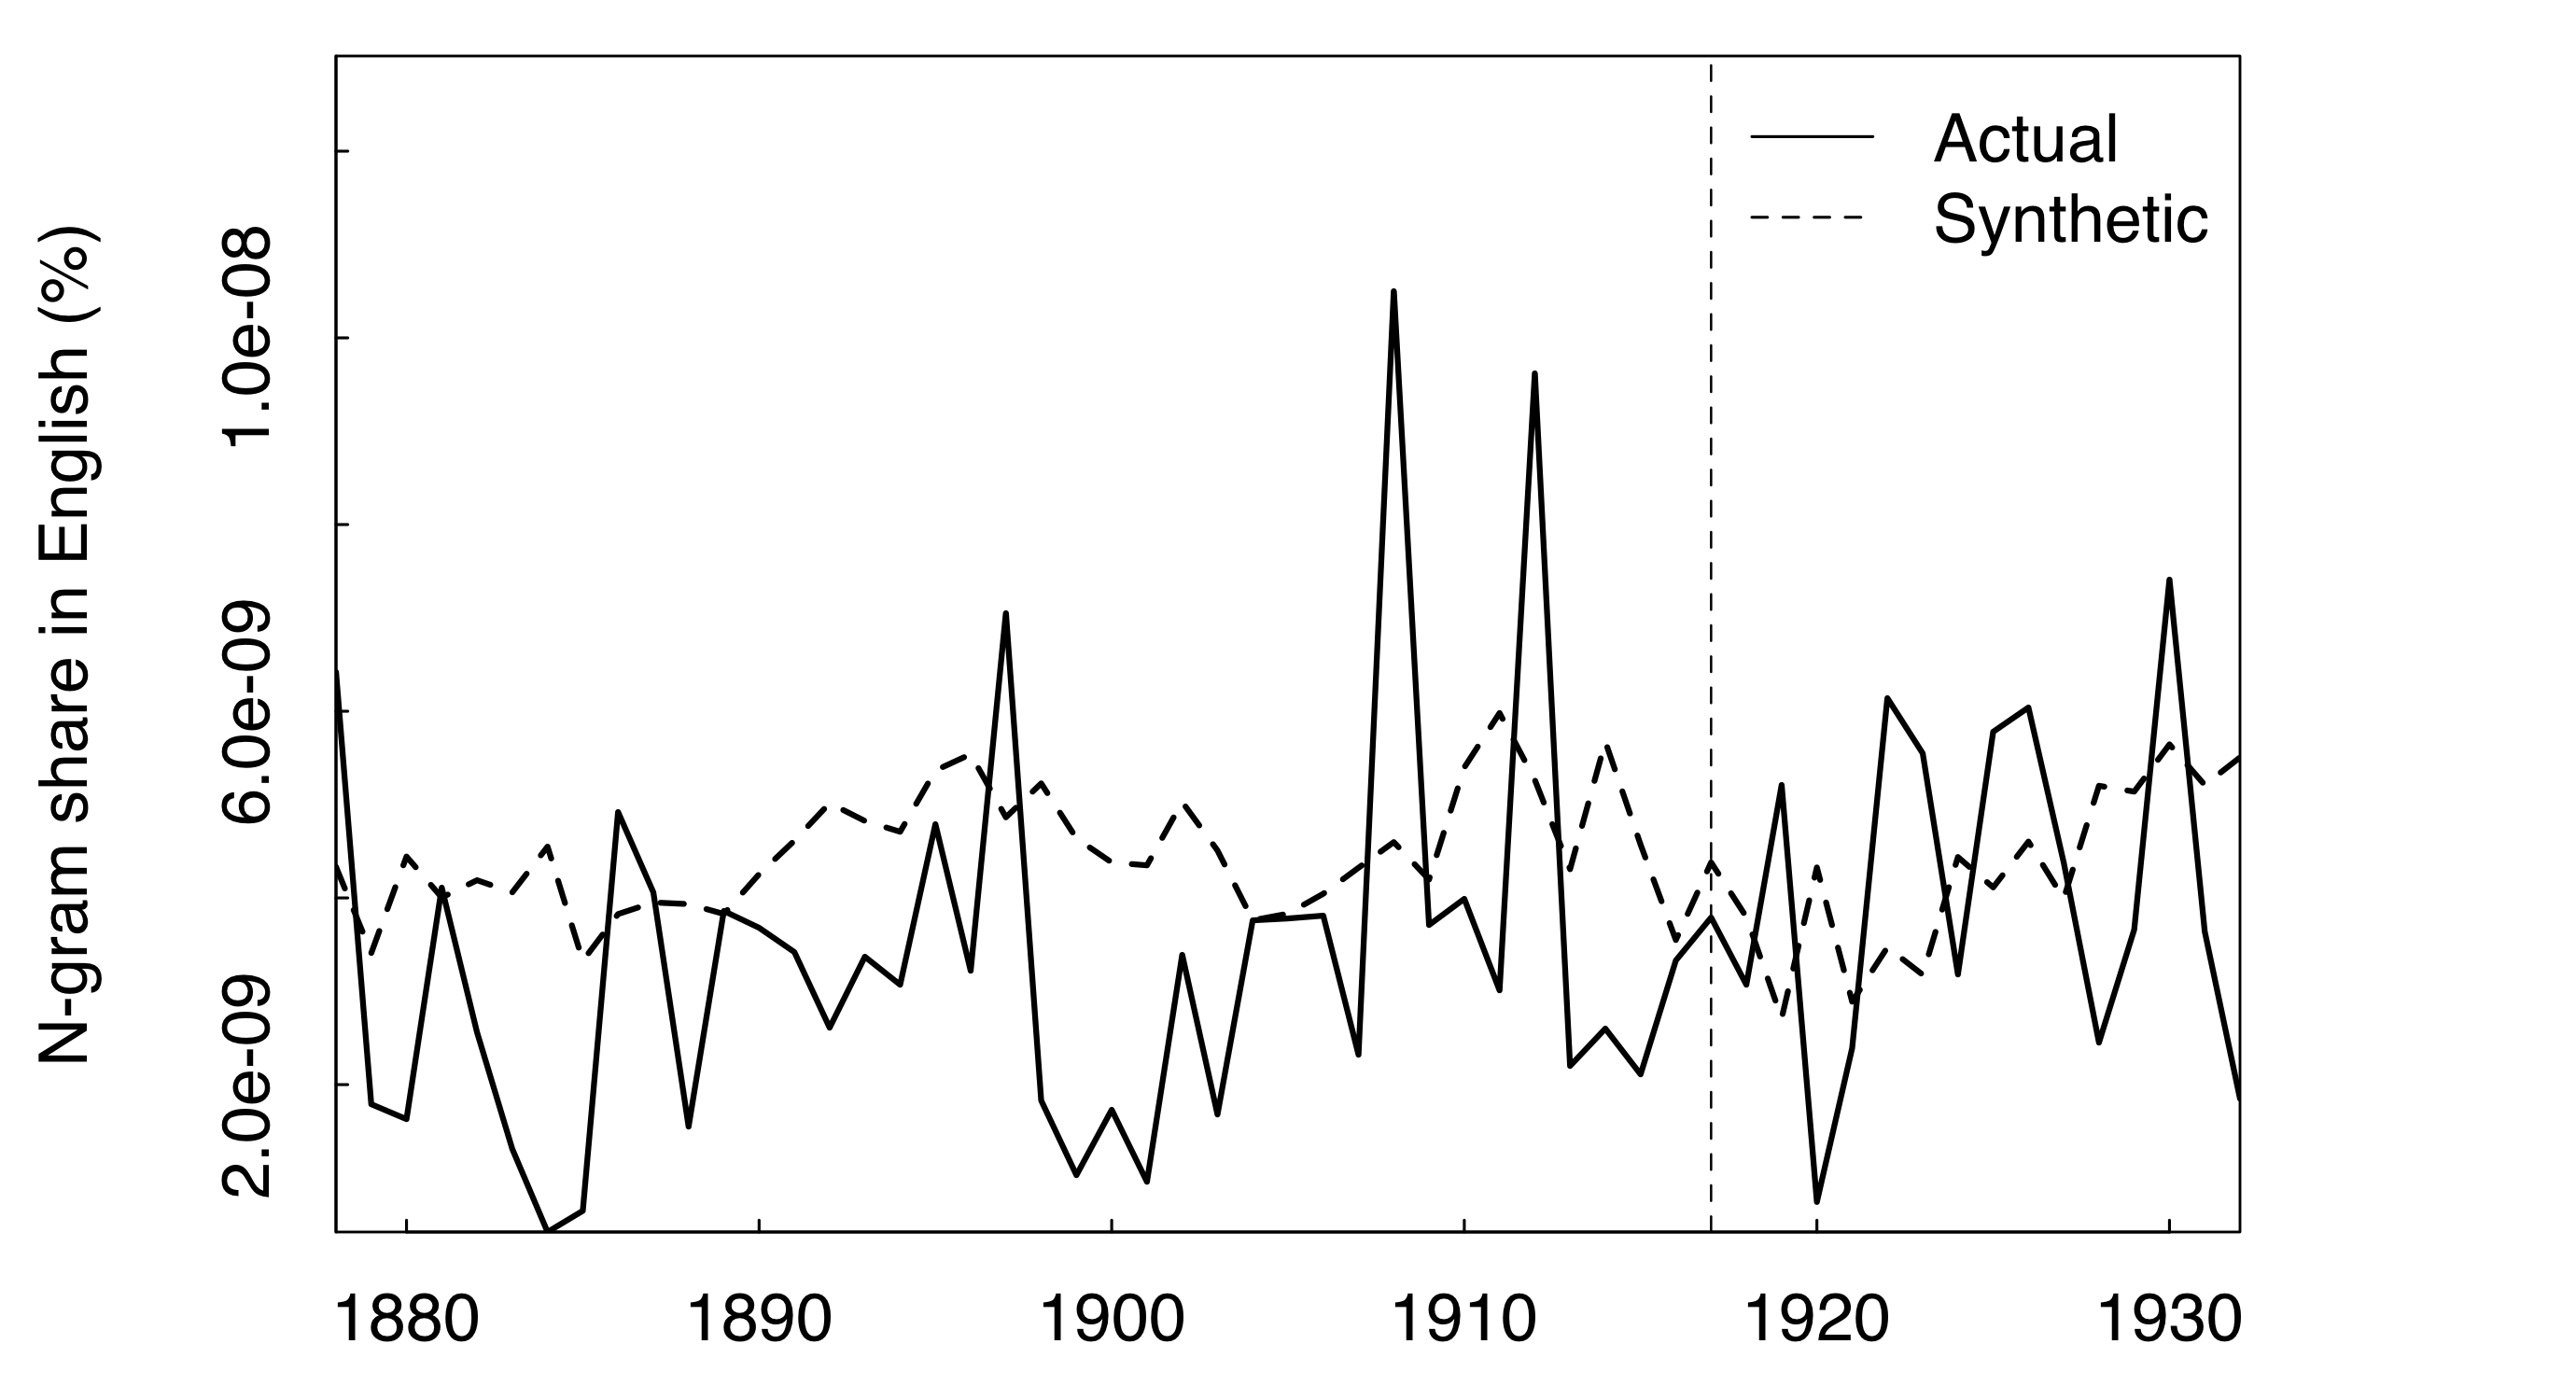 N-gram share in English (%)
1.0e-08
6.0e-09
2.0e-09
Actual
Synthetic
1880 1890 1900 1910 1920 1930